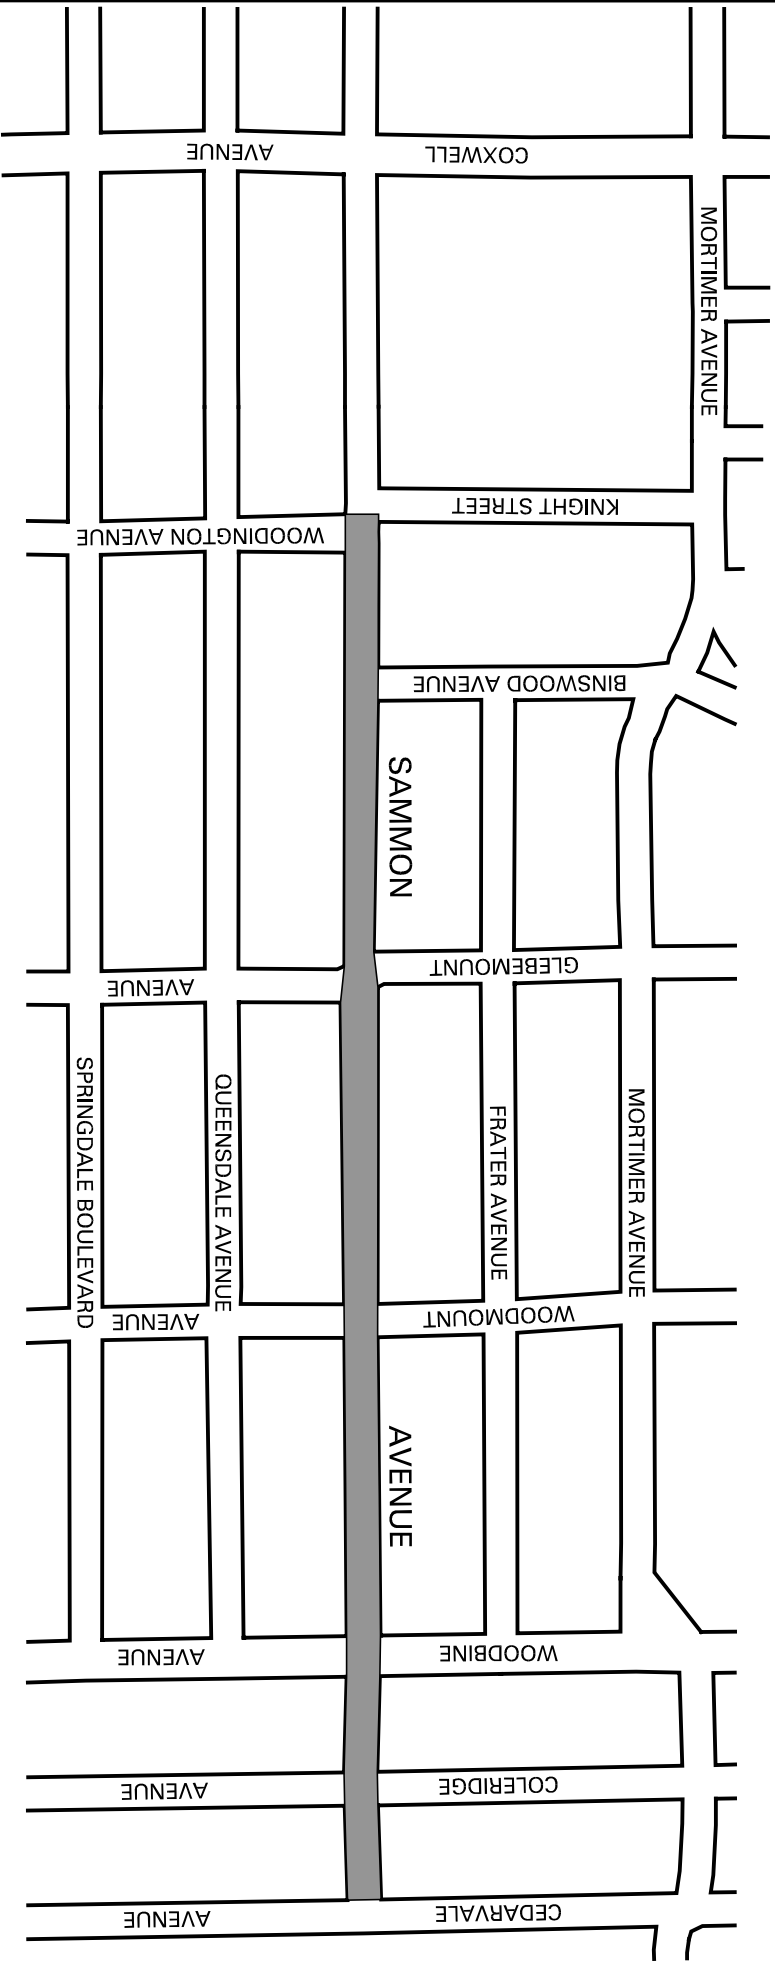 COXWELL
AVENUE
MORTIMER AVENUE
KNIGHT STREET
WOODINGTON AVENUE
BINSWOOD AVENUE
SAMMON
GLEBEMOUNT
AVENUE
SPRINGDALE BOULEVARD
QUEENSDALE AVENUE
FRATER AVENUE
MORTIMER AVENUE
WOODMOUNT
AVENUE
AVENUE
WOODBINE
AVENUE
COLERIDGE
AVENUE
CEDARVALE
AVENUE